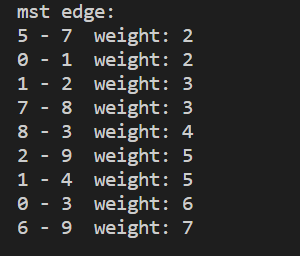 mst edge:
5 - 7  weight: 2
0 - 1  weight: 2
1 - 2  weight: 3
7 - 8  weight: 3
8 - 3  weight: 4
2 - 9  weight: 5
1 - 4  weight: 5
0 - 3  weight: 6
6 - 9  weight: 7